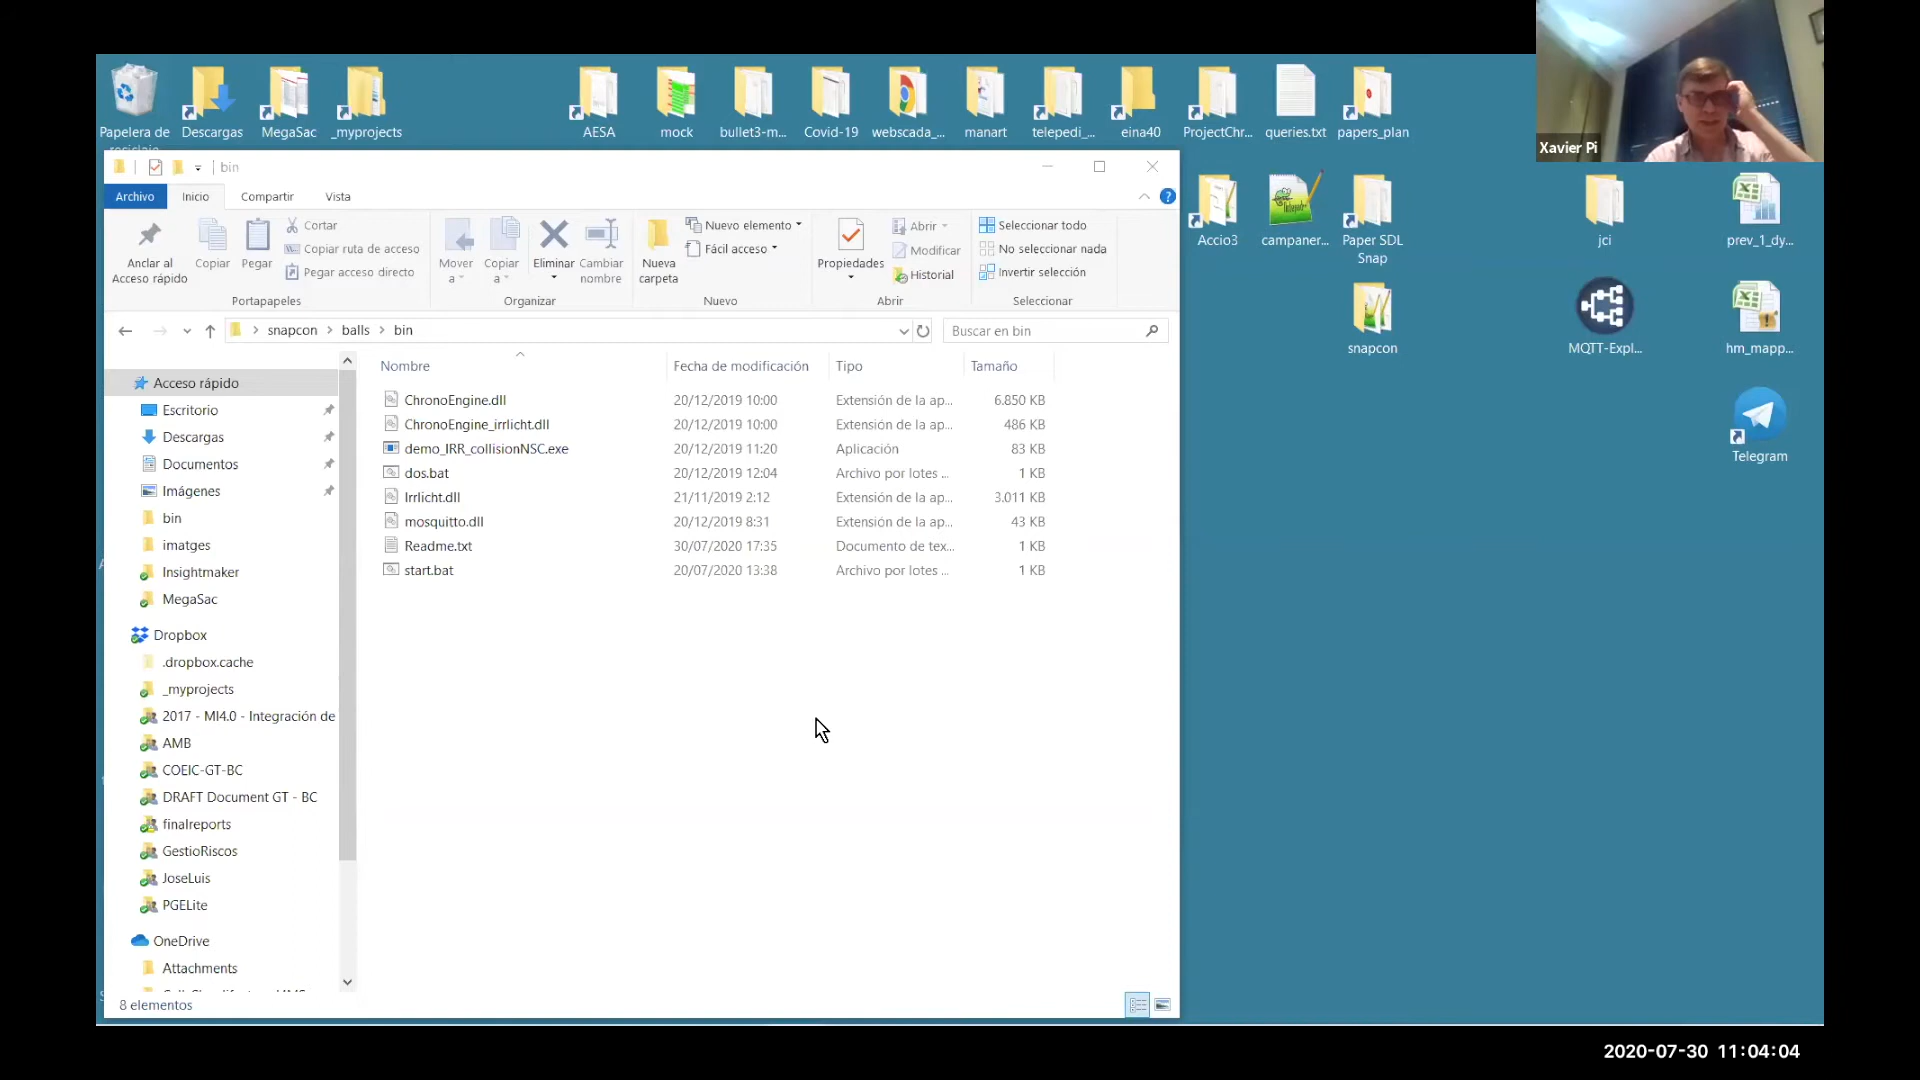 Xavier Pi
Papelera de
reciclaje
Descargas
MegaSac
_myprojects
AESA
mock
bullet3-m...
Covid-19
webscada_...
manart
telepedi_...
eina40
ProjectChr...
queries.txt
papers_plan
Accio3
campaner...
Paper SDL
Snap
jci
prev_1_dy...
snapcon
MQTT-Expl...
hm_mapp...
Telegram
bin
Archivo
Inicio
Compartir
Vista
Anclar al
Acceso rápido
Copiar
Pegar
Cortar
Copiar ruta de acceso
Pegar acceso directo
Portapapeles
Mover
a
Copiar
a
Eliminar
Cambiar
nombre
Organizar
Nueva
carpeta
Nuevo elemento
Fácil acceso
Nuevo
Propiedades
Abrir
Modificar
Historial
Abrir
Seleccionar todo
No seleccionar nada
Invertir selección
Seleccionar
snapcon > balls > bin
Buscar en bin
Acceso rápido
Escritorio
Descargas
Documentos
Imágenes
bin
imatges
Insightmaker
MegaSac
Dropbox
.dropbox.cache
_myprojects
2017 - MI4.0 - Integración de
AMB
COEIC-GT-BC
DRAFT Document GT - BC
finalreports
GestioRiscos
JoseLuis
PGELite
OneDrive
Attachments
Nombre Fecha de modificación Tipo Tamaño
ChronoEngine.dll 20/12/2019 10:00 Extensión de la ap... 6.850 KB
ChronoEngine_irrlicht.dll 20/12/2019 10:00 Extensión de la ap... 486 KB
demo_IRR_collisionNSC.exe 20/12/2019 11:20 Aplicación 83 KB
dos.bat 20/12/2019 12:04 Archivo por lotes ... 1 KB
Irrlicht.dll 21/11/2019 2:12 Extensión de la ap... 3.011 KB
mosquitto.dll 20/12/2019 8:31 Extensión de la ap... 43 KB
Readme.txt 30/07/2020 17:35 Documento de tex... 1 KB
start.bat 20/07/2020 13:38 Archivo por lotes ... 1 KB
8 elementos
2020-07-30 11:04:04